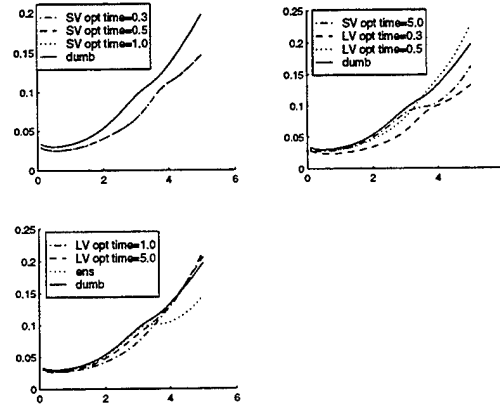 SV opt time=0.3
SV opt time=0.5
SV opt time=1.0
dumb
0.2
0.15
0.1
0.05
0
0 2 4 6
SV opt time=5.0
LV opt time=0.3
LV opt time=0.5
dumb
0.25
0.2
0.15
0.1
0.05
0
0 2 4 6
LV opt time=1.0
LV opt time=5.0
ens
dumb
0.25
0.2
0.15
0.1
0.05
0
0 2 4 6